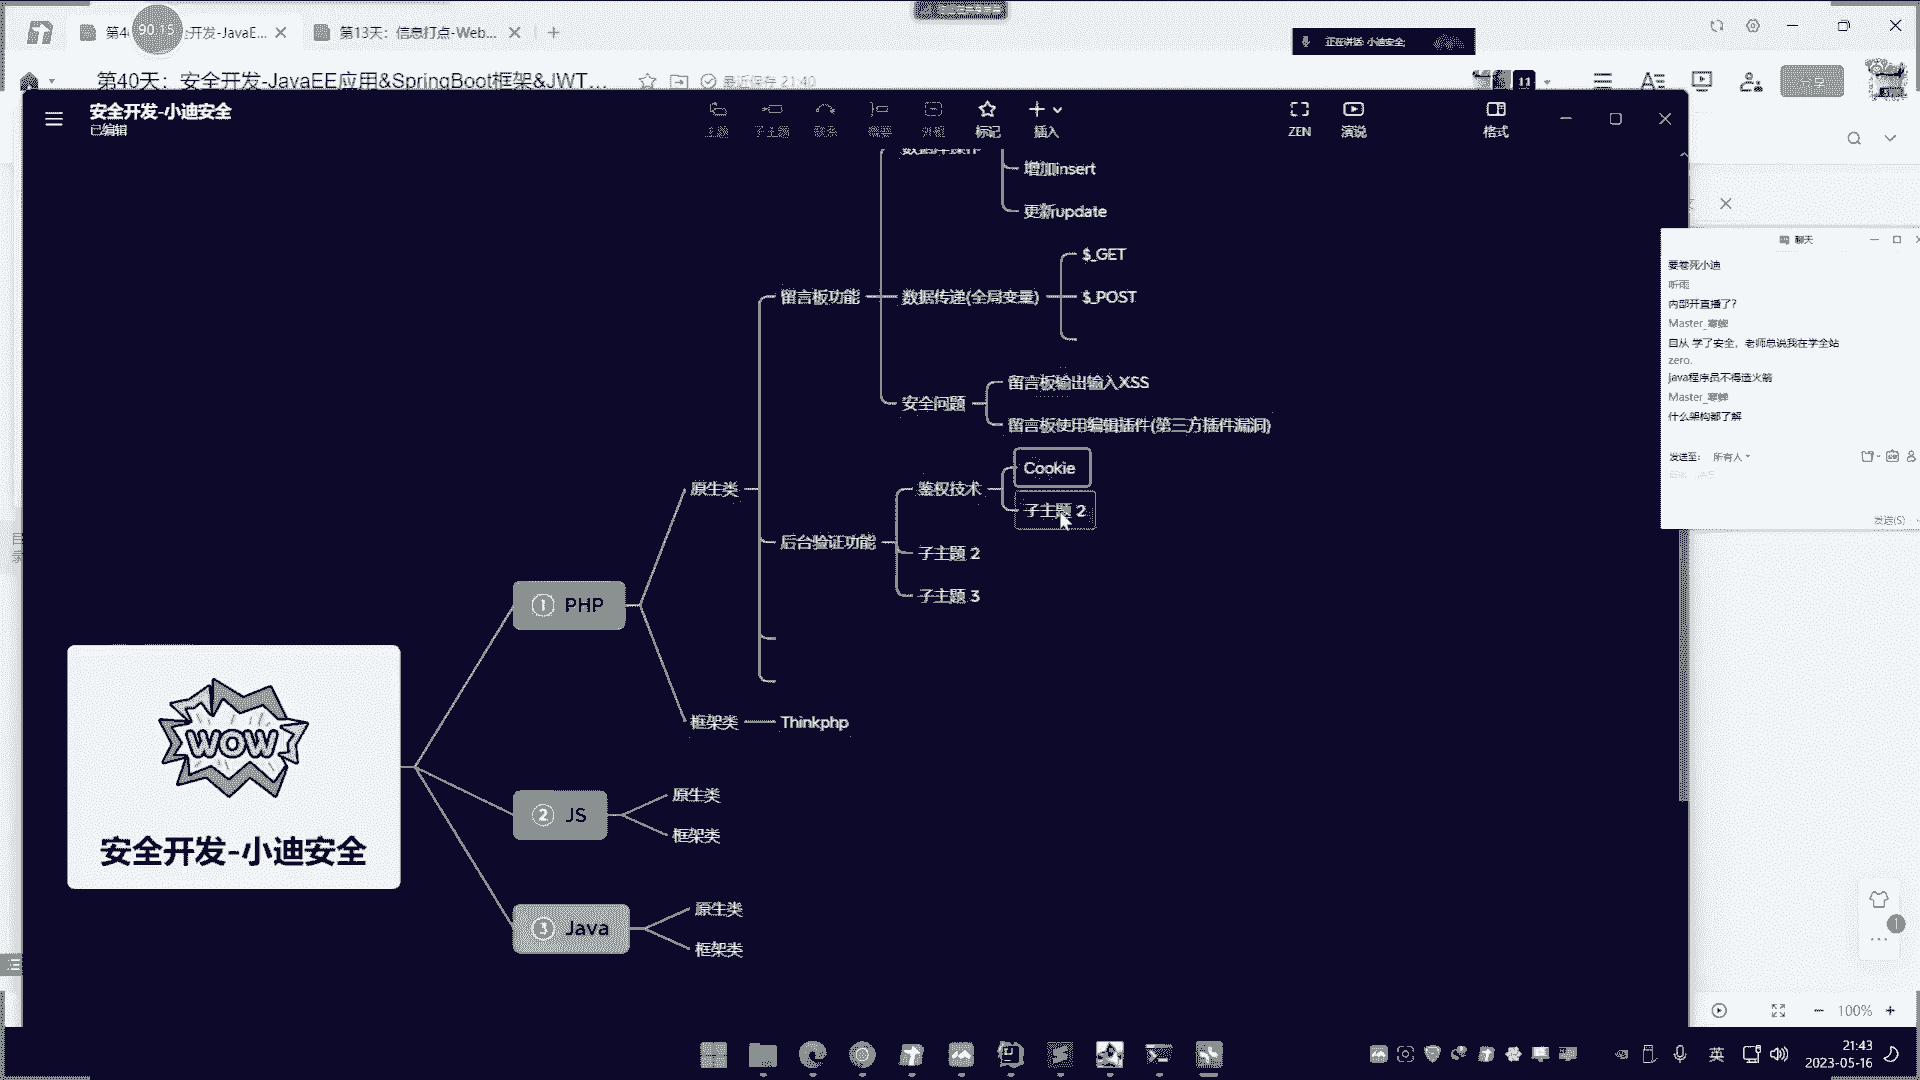 90:15
第4
开发-JavaE...
第13天：信息打点-Web...
正在讲话: 小迪安全;
第40天：安全开发-JavaEE应用&SpringBoot框架&JWT...
最近保存 21:40
11
分享
安全开发-小迪安全
已编辑
主题
子主题
联系
概要
外框
标记
插入
ZEN
演说
格式
数据库操作
增加insert
更新update
$_GET
留言板功能
数据传递(全局变量)
$_POST
留言板输出输入XSS
安全问题
留言板使用编辑插件(第三方插件漏洞)
Cookie
原生类
鉴权技术
子主题 2
后台验证功能
子主题 2
子主题 3
① PHP
框架类
Thinkphp
WOW
安全开发-小迪安全
② JS
原生类
框架类
③ Java
原生类
框架类
聊天
要卷死小迪
听雨
内部开直播了?
Master_寒蝉
自从 学了安全，老师总说我在学全站
zero.
java程序员不得造火箭
Master_寒蝉
什么架构都了解
发送至: 所有人
发送(S)
目
录
1
100%
英
21:43
2023-05-16